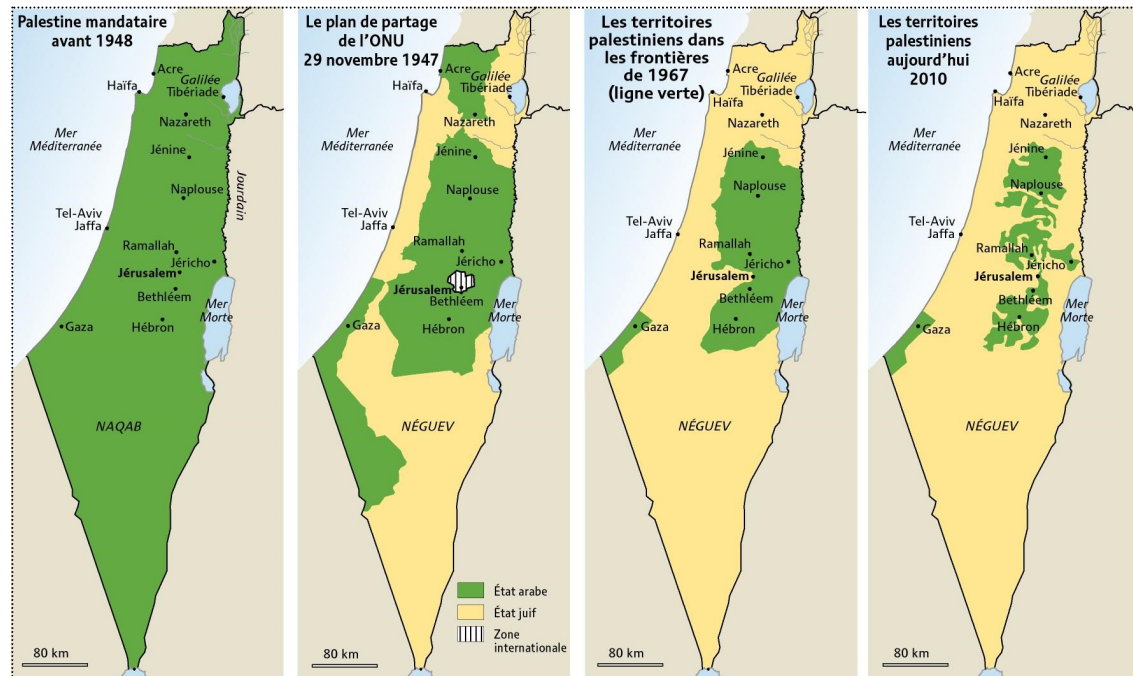 Palestine mandataire
avant 1948
Acre
Galilée
Haïfa
Tibériade
Nazareth
Mer
Méditerranée
Jénine
Jourdain
Naplouse
Tel-Aviv
Jaffa
Ramallah
Jéricho
Jérusalem
Bethléem
Mer
Morte
Hébron
Gaza
NAQAB
80 km
Le plan de partage
de l'ONU
29 novembre 1947
Acre
Galilée
Haïfa
Tibériade
Nazareth
Mer
Méditerranée
Jénine
Naplouse
Tel-Aviv
Jaffa
Ramallah
Jéricho
Jérusalem
Bethléem
Mer
Morte
Hébron
Gaza
NÉGUEV
État arabe
État juif
Zone
internationale
80 km
Les territoires
palestiniens dans
les frontières
de 1967
(ligne verte)
Acre
Galilée
Haïfa
Tibériade
Nazareth
Mer
Méditerranée
Jénine
Naplouse
Tel-Aviv
Jaffa
Ramallah
Jéricho
Jérusalem
Bethléem
Mer
Morte
Hébron
Gaza
NÉGUEV
80 km
Les territoires
palestiniens
aujourd'hui
2010
Acre
Galilée
Haïfa
Tibériade
Nazareth
Mer
Méditerranée
Jénine
Naplouse
Tel-Aviv
Jaffa
Ramallah
Jéricho
Jérusalem
Bethléem
Mer
Morte
Hébron
Gaza
NÉGUEV
80 km